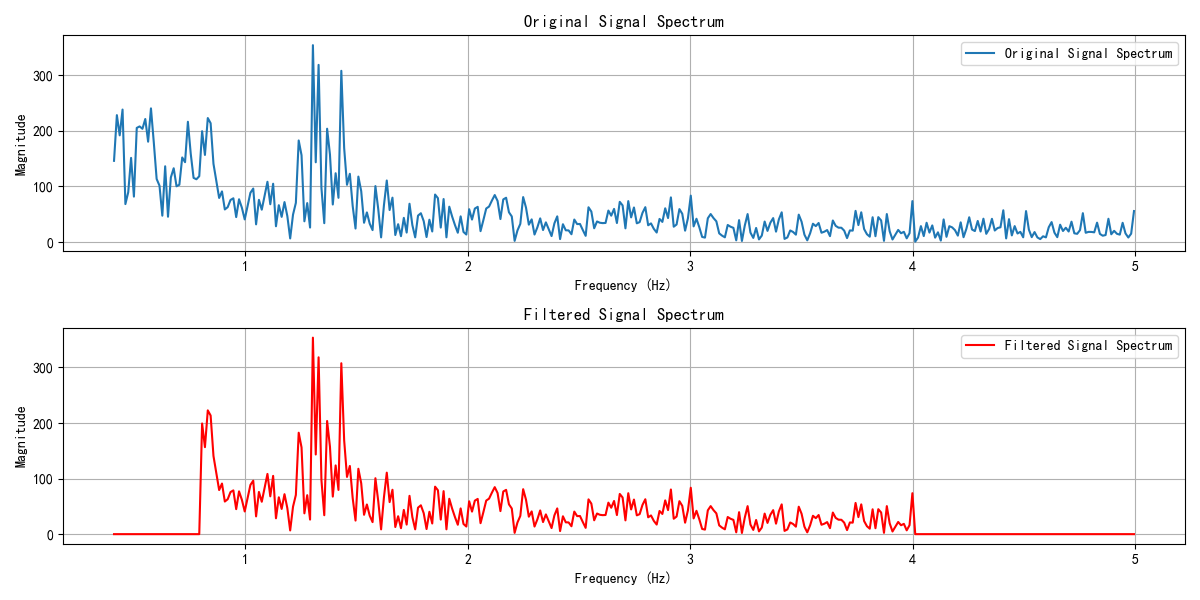 Original Signal Spectrum
Original Signal Spectrum
Magnitude
300
200
100
0
1 2 3 4 5
Frequency (Hz)
Filtered Signal Spectrum
Filtered Signal Spectrum
Magnitude
300
200
100
0
1 2 3 4 5
Frequency (Hz)